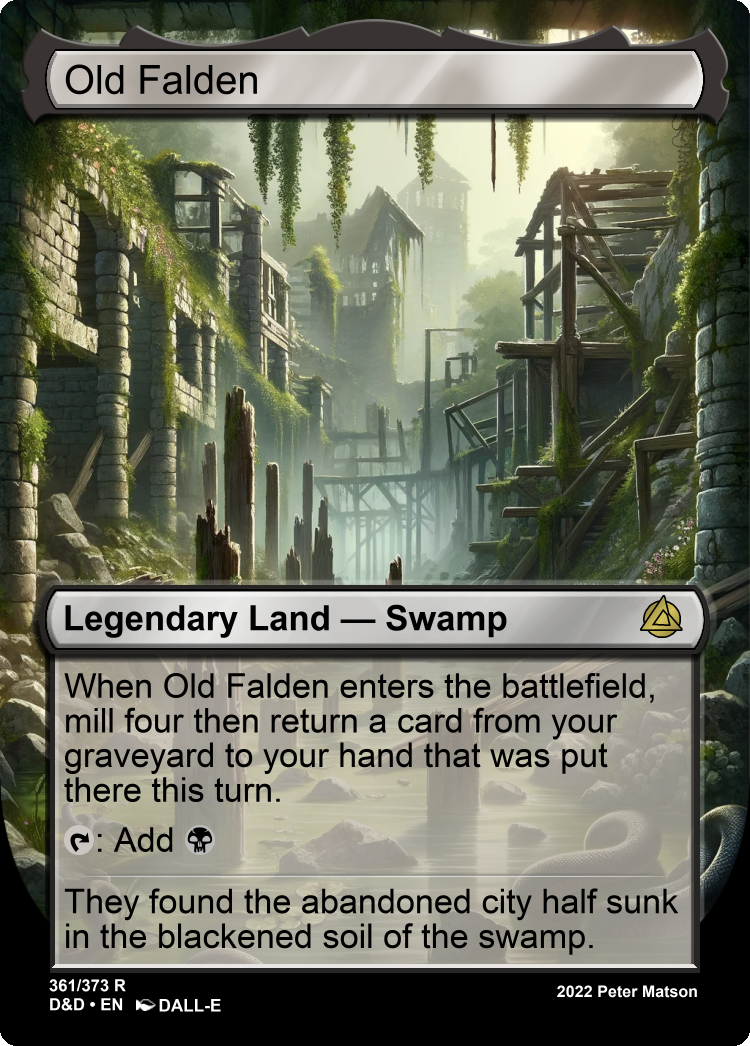 Old Falden
Legendary Land — Swamp
When Old Falden enters the battlefield,
mill four then return a card from your
graveyard to your hand that was put
there this turn.
: Add
They found the abandoned city half sunk
in the blackened soil of the swamp.
361/373 R
D&D • EN DALL-E
2022 Peter Matson